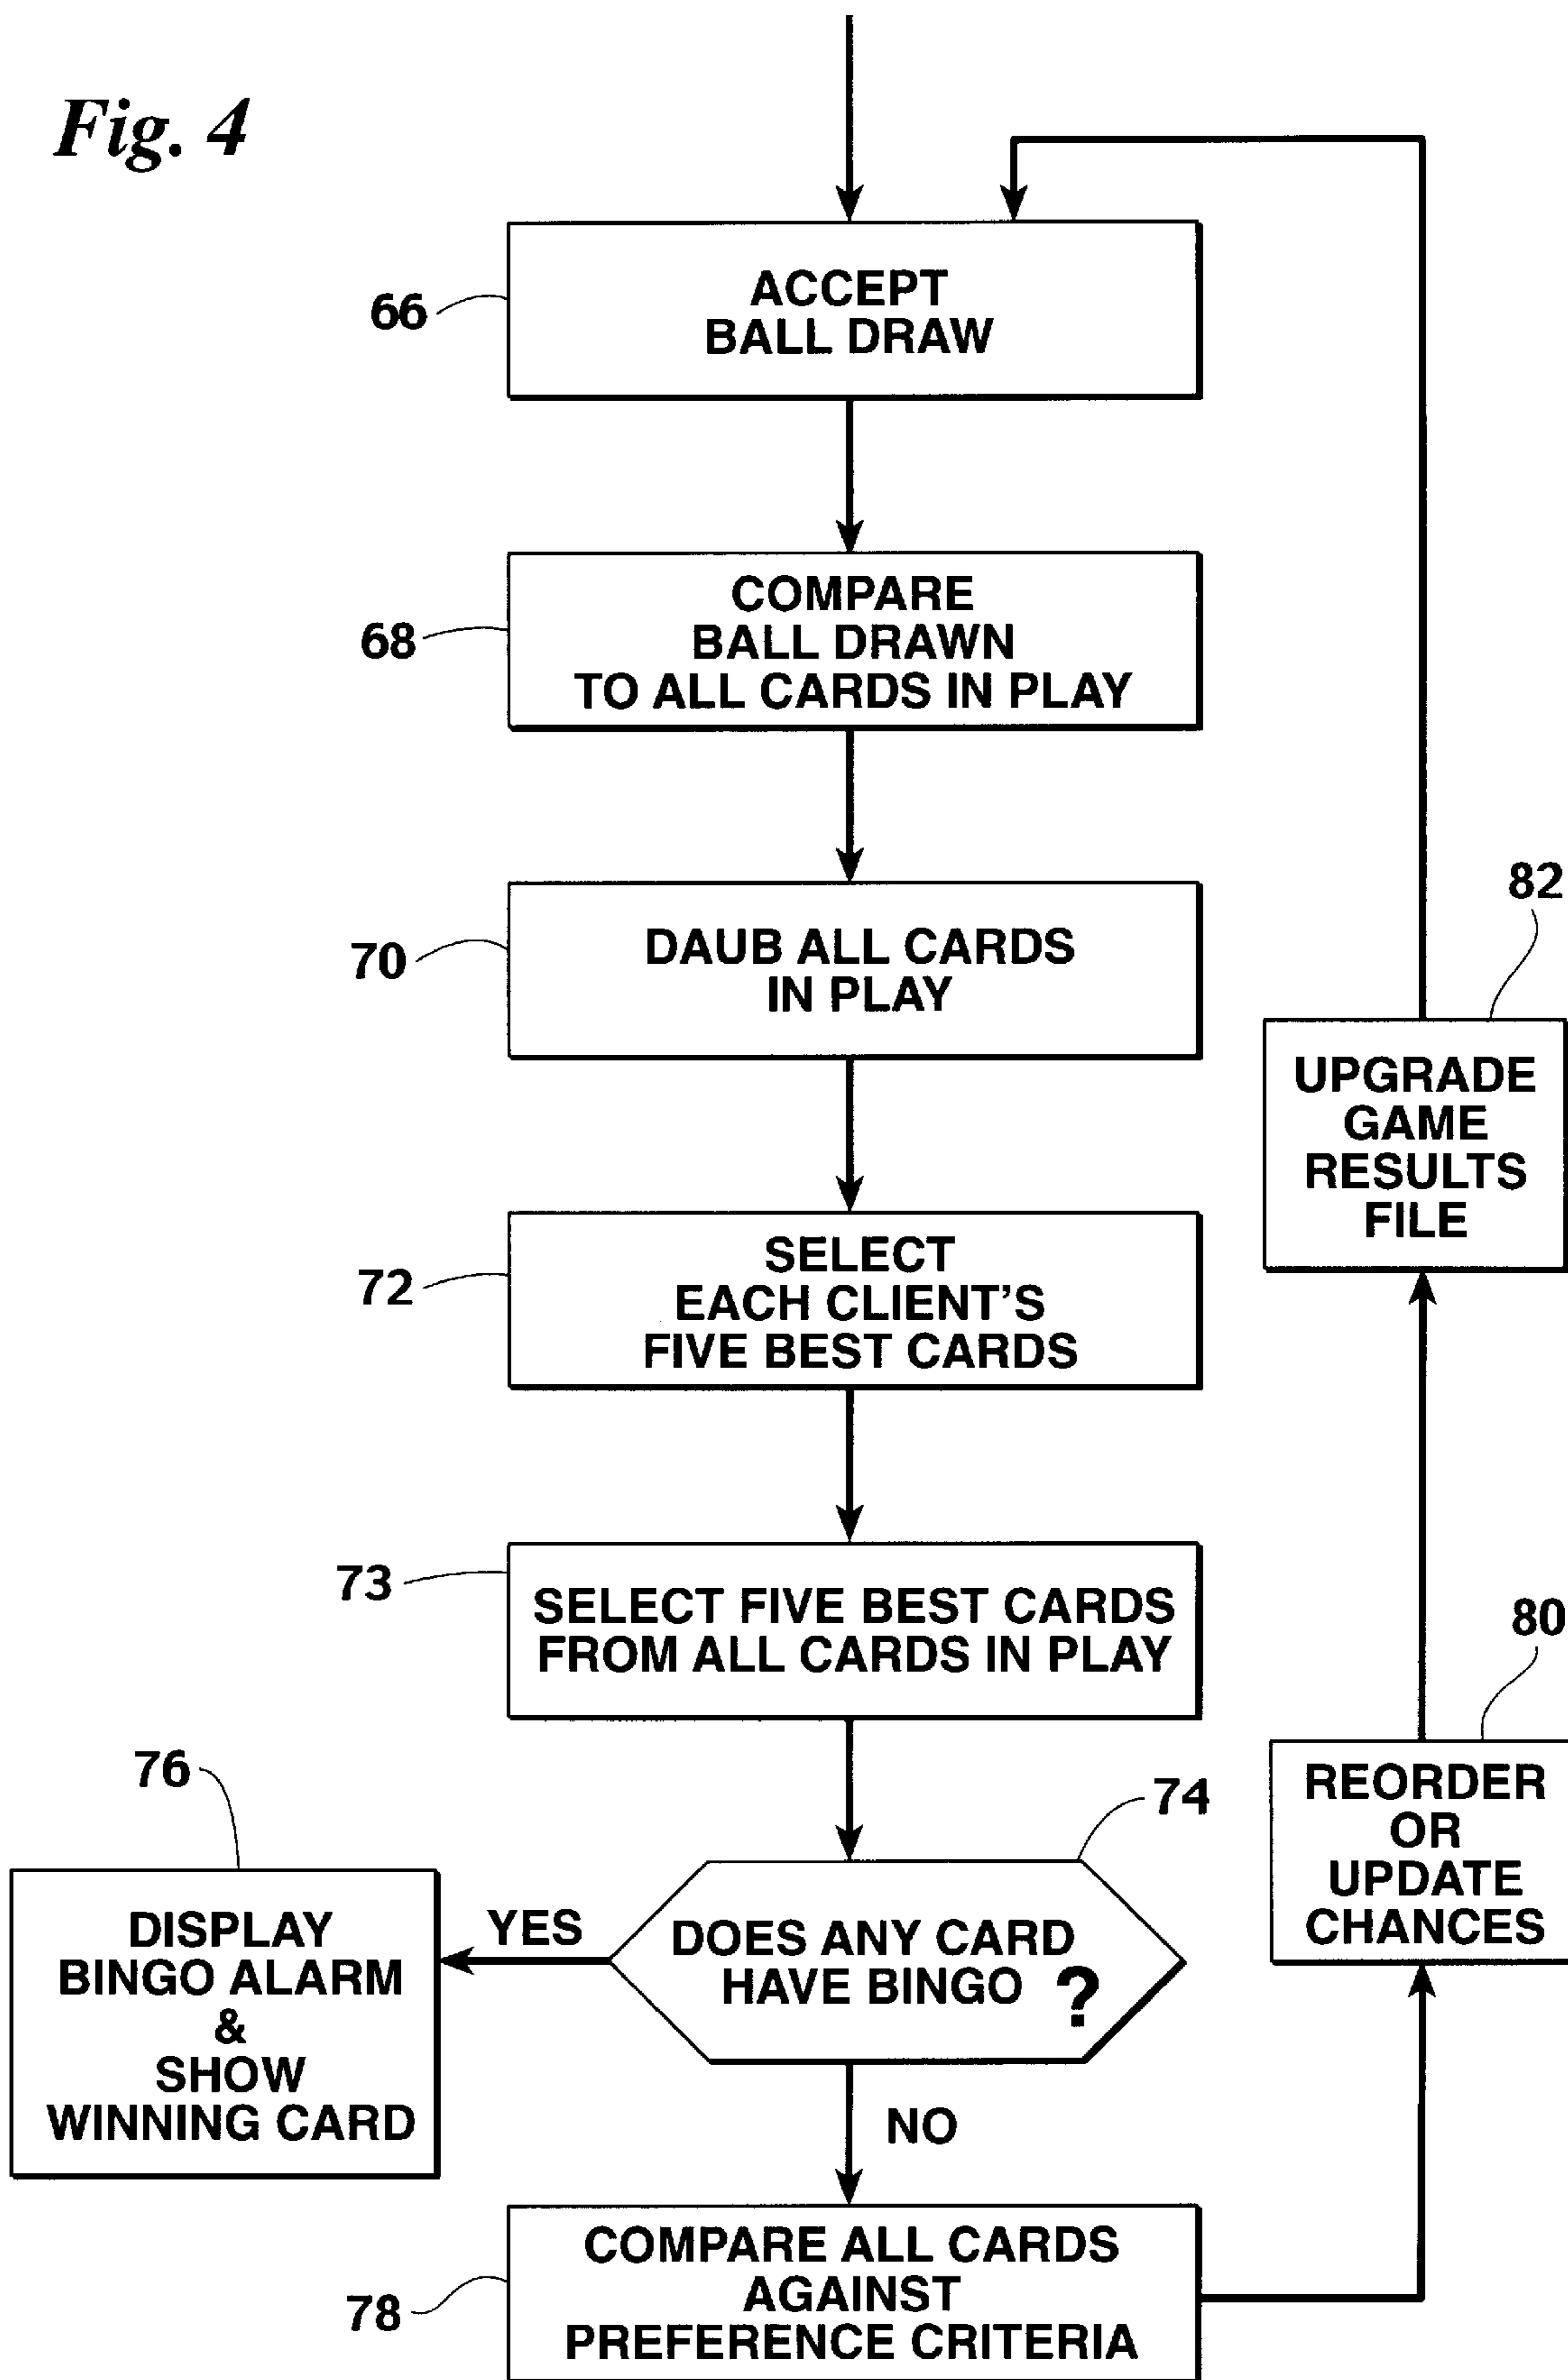 Fig. 4
66
ACCEPT
BALL DRAW
68
COMPARE
BALL DRAWN
TO ALL CARDS IN PLAY
70
DAUB ALL CARDS
IN PLAY
82
UPGRADE
GAME
RESULTS
FILE
72
SELECT
EACH CLIENT'S
FIVE BEST CARDS
73
SELECT FIVE BEST CARDS
FROM ALL CARDS IN PLAY
80
REORDER
OR
UPDATE
CHANCES
76
DISPLAY
BINGO ALARM
&
SHOW
WINNING CARD
YES
74
DOES ANY CARD
HAVE BINGO ?
NO
78
COMPARE ALL CARDS
AGAINST
PREFERENCE CRITERIA